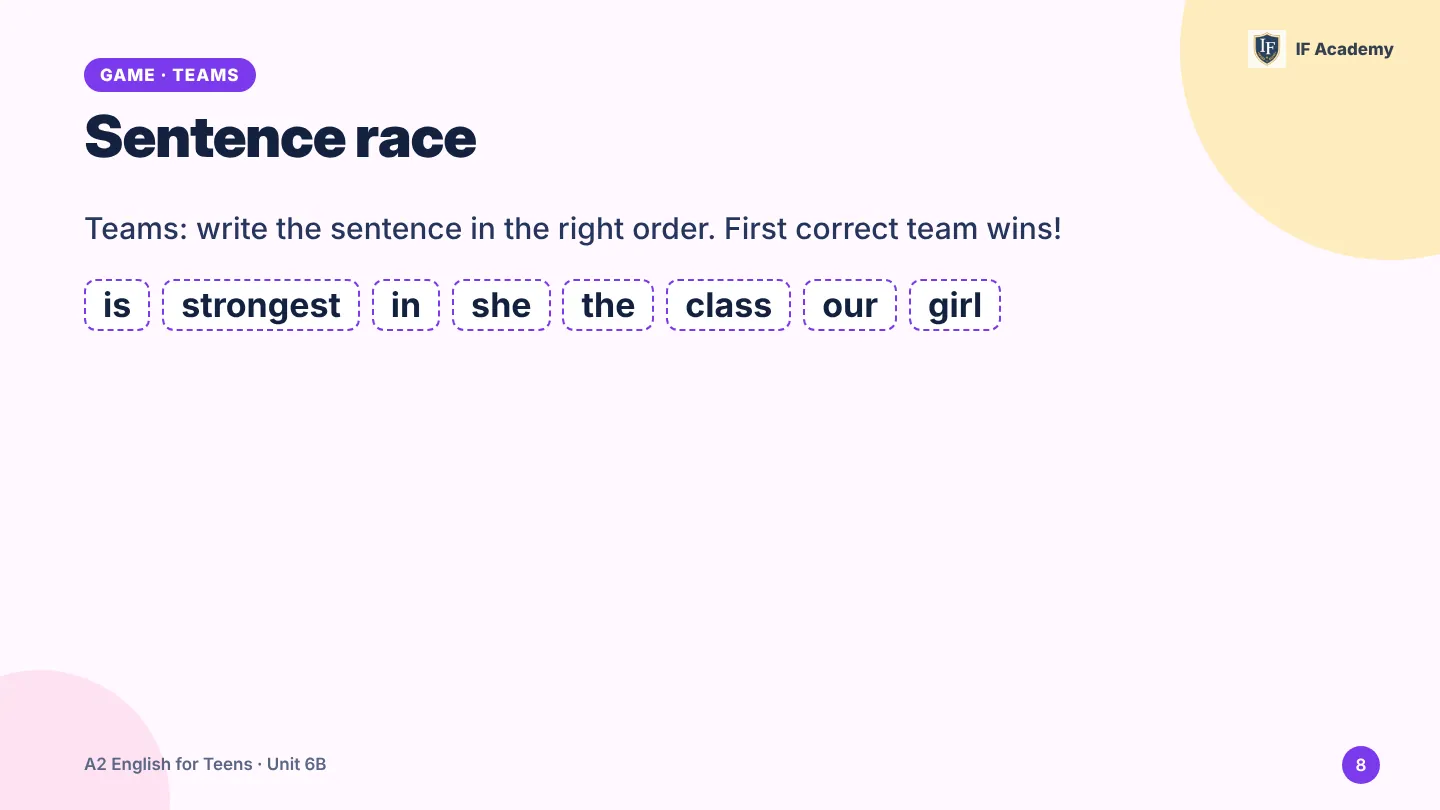 IF IF Academy
GAME · TEAMS
Sentence race
Teams: write the sentence in the right order. First correct team wins!
is strongest in she the class our girl
A2 English for Teens · Unit 6B
8